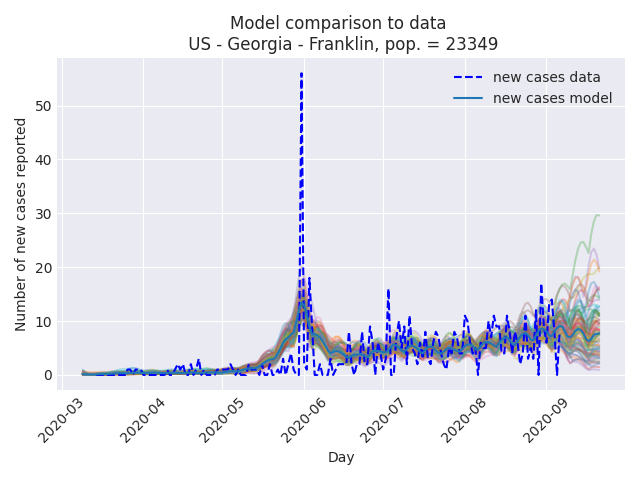 Model comparison to data
US - Georgia - Franklin, pop. = 23349
new cases data
new cases model
Number of new cases reported
50
40
30
20
10
0
2020-03
2020-04
2020-05
2020-06
2020-07
2020-08
2020-09
Day